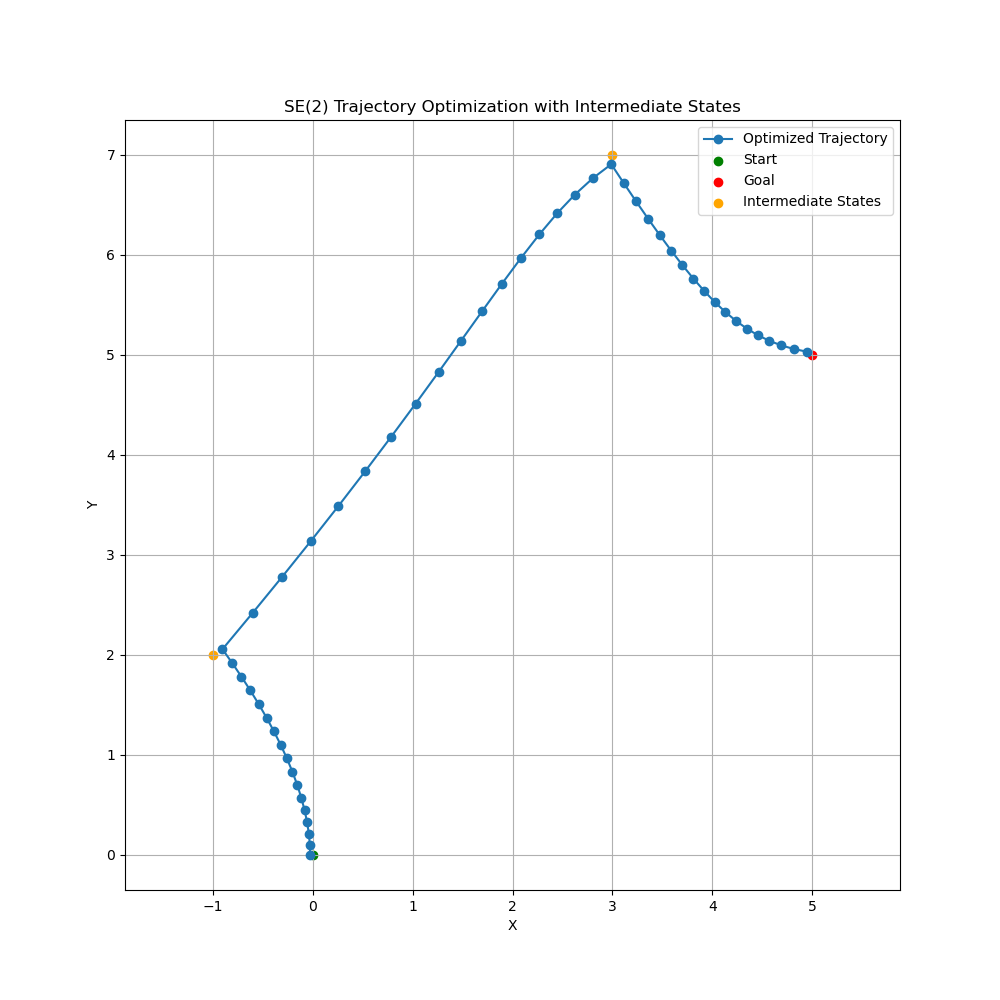 SE(2) Trajectory Optimization with Intermediate States
Optimized Trajectory
Start
Goal
Intermediate States
7
6
5
4
3
2
1
0
Y
−1 0 1 2 3 4 5
X